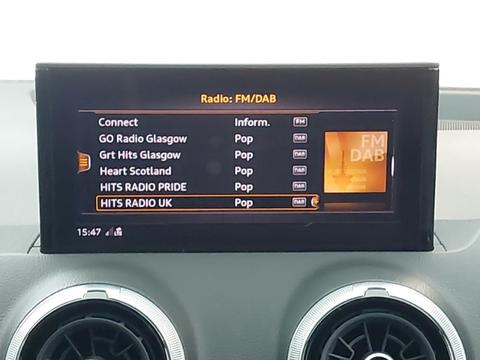 Radio: FM/DAB
Connect Inform. FM
GO Radio Glasgow Pop DAB
Grt Hits Glasgow Pop DAB
Heart Scotland Pop DAB
HITS RADIO PRIDE Pop DAB
HITS RADIO UK Pop DAB
FM
DAB
15:47